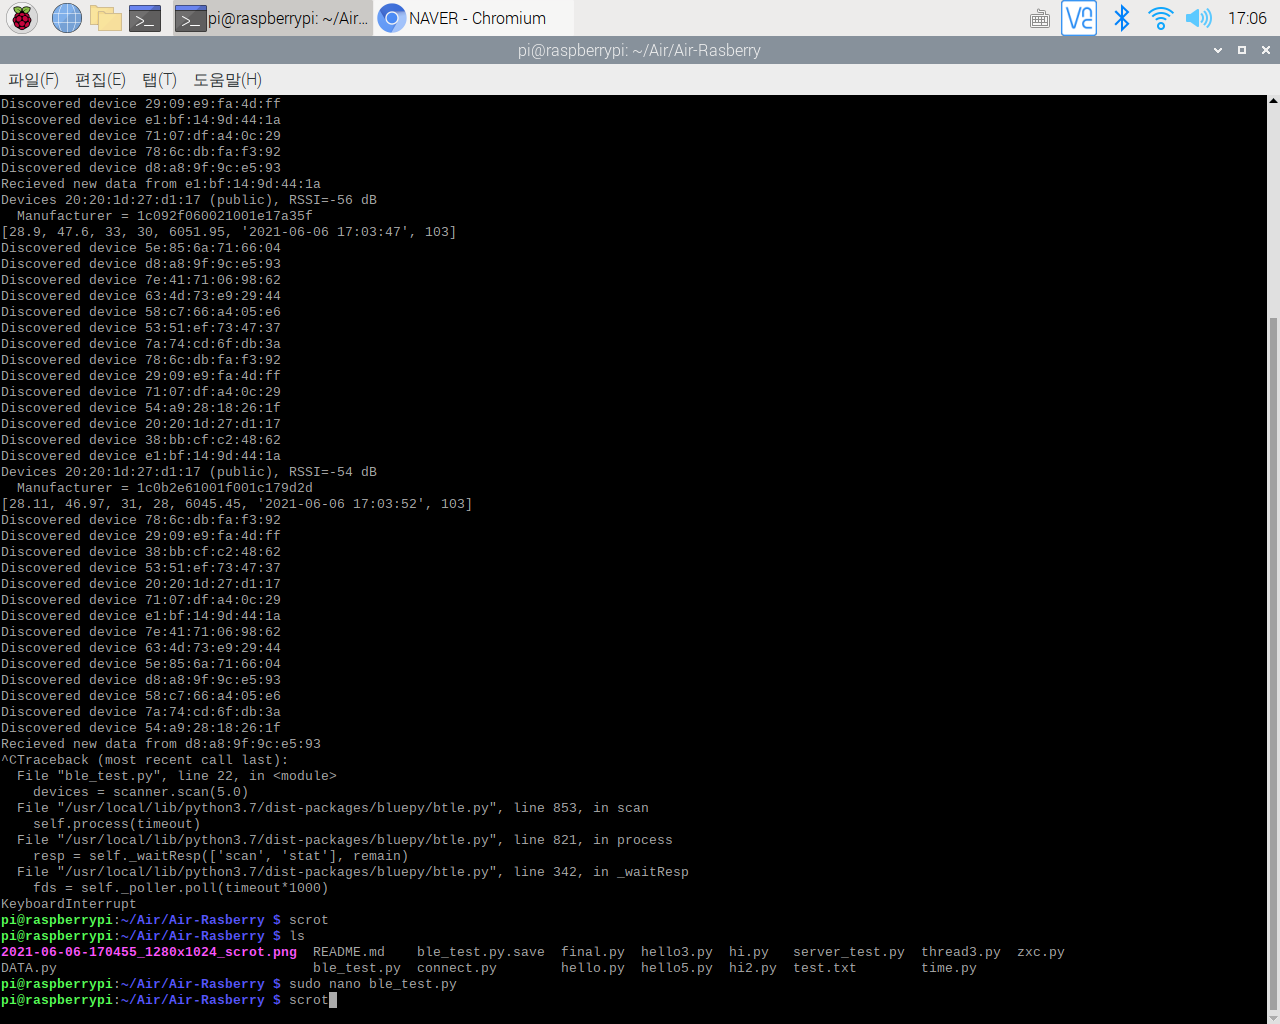 pi@raspberrypi: ~/Air...
NAVER - Chromium
17:06
pi@raspberrypi: ~/Air/Air-Rasberry
파일(F) 편집(E) 탭(T) 도움말(H)
Discovered device 29:09:e9:fa:4d:ff
Discovered device e1:bf:14:9d:44:1a
Discovered device 71:07:df:a4:0c:29
Discovered device 78:6c:db:fa:f3:92
Discovered device d8:a8:9f:9c:e5:93
Recieved new data from e1:bf:14:9d:44:1a
Devices 20:20:1d:27:d1:17 (public), RSSI=-56 dB
  Manufacturer = 1c092f060021001e17a35f
[28.9, 47.6, 33, 30, 6051.95, '2021-06-06 17:03:47', 103]
Discovered device 5e:85:6a:71:66:04
Discovered device d8:a8:9f:9c:e5:93
Discovered device 7e:41:71:06:98:62
Discovered device 63:4d:73:e9:29:44
Discovered device 58:c7:66:a4:05:e6
Discovered device 53:51:ef:73:47:37
Discovered device 7a:74:cd:6f:db:3a
Discovered device 78:6c:db:fa:f3:92
Discovered device 29:09:e9:fa:4d:ff
Discovered device 71:07:df:a4:0c:29
Discovered device 54:a9:28:18:26:1f
Discovered device 20:20:1d:27:d1:17
Discovered device 38:bb:cf:c2:48:62
Discovered device e1:bf:14:9d:44:1a
Devices 20:20:1d:27:d1:17 (public), RSSI=-54 dB
  Manufacturer = 1c0b2e61001f001c179d2d
[28.11, 46.97, 31, 28, 6045.45, '2021-06-06 17:03:52', 103]
Discovered device 78:6c:db:fa:f3:92
Discovered device 29:09:e9:fa:4d:ff
Discovered device 38:bb:cf:c2:48:62
Discovered device 53:51:ef:73:47:37
Discovered device 20:20:1d:27:d1:17
Discovered device 71:07:df:a4:0c:29
Discovered device e1:bf:14:9d:44:1a
Discovered device 7e:41:71:06:98:62
Discovered device 63:4d:73:e9:29:44
Discovered device 5e:85:6a:71:66:04
Discovered device d8:a8:9f:9c:e5:93
Discovered device 58:c7:66:a4:05:e6
Discovered device 7a:74:cd:6f:db:3a
Discovered device 54:a9:28:18:26:1f
Recieved new data from d8:a8:9f:9c:e5:93
^CTraceback (most recent call last):
  File "ble_test.py", line 22, in <module>
    devices = scanner.scan(5.0)
  File "/usr/local/lib/python3.7/dist-packages/bluepy/btle.py", line 853, in scan
    self.process(timeout)
  File "/usr/local/lib/python3.7/dist-packages/bluepy/btle.py", line 821, in process
    resp = self._waitResp(['scan', 'stat'], remain)
  File "/usr/local/lib/python3.7/dist-packages/bluepy/btle.py", line 342, in _waitResp
    fds = self._poller.poll(timeout*1000)
KeyboardInterrupt
pi@raspberrypi:~/Air/Air-Rasberry $ scrot
pi@raspberrypi:~/Air/Air-Rasberry $ ls
2021-06-06-170455_1280x1024_scrot.png  README.md    ble_test.py.save  final.py  hello3.py  hi.py   server_test.py  thread3.py  zxc.py
DATA.py                                ble_test.py  connect.py        hello.py  hello5.py  hi2.py  test.txt        time.py
pi@raspberrypi:~/Air/Air-Rasberry $ sudo nano ble_test.py
pi@raspberrypi:~/Air/Air-Rasberry $ scrot